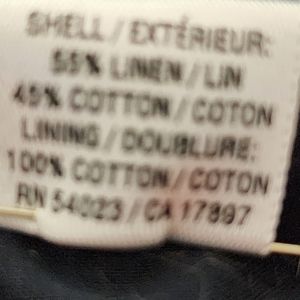 SHELL / EXTÉRIEUR:
55% LINEN / LIN
45% COTTON / COTON
LINING / DOUBLURE:
100% COTTON / COTON
RN 54023 / CA 17897